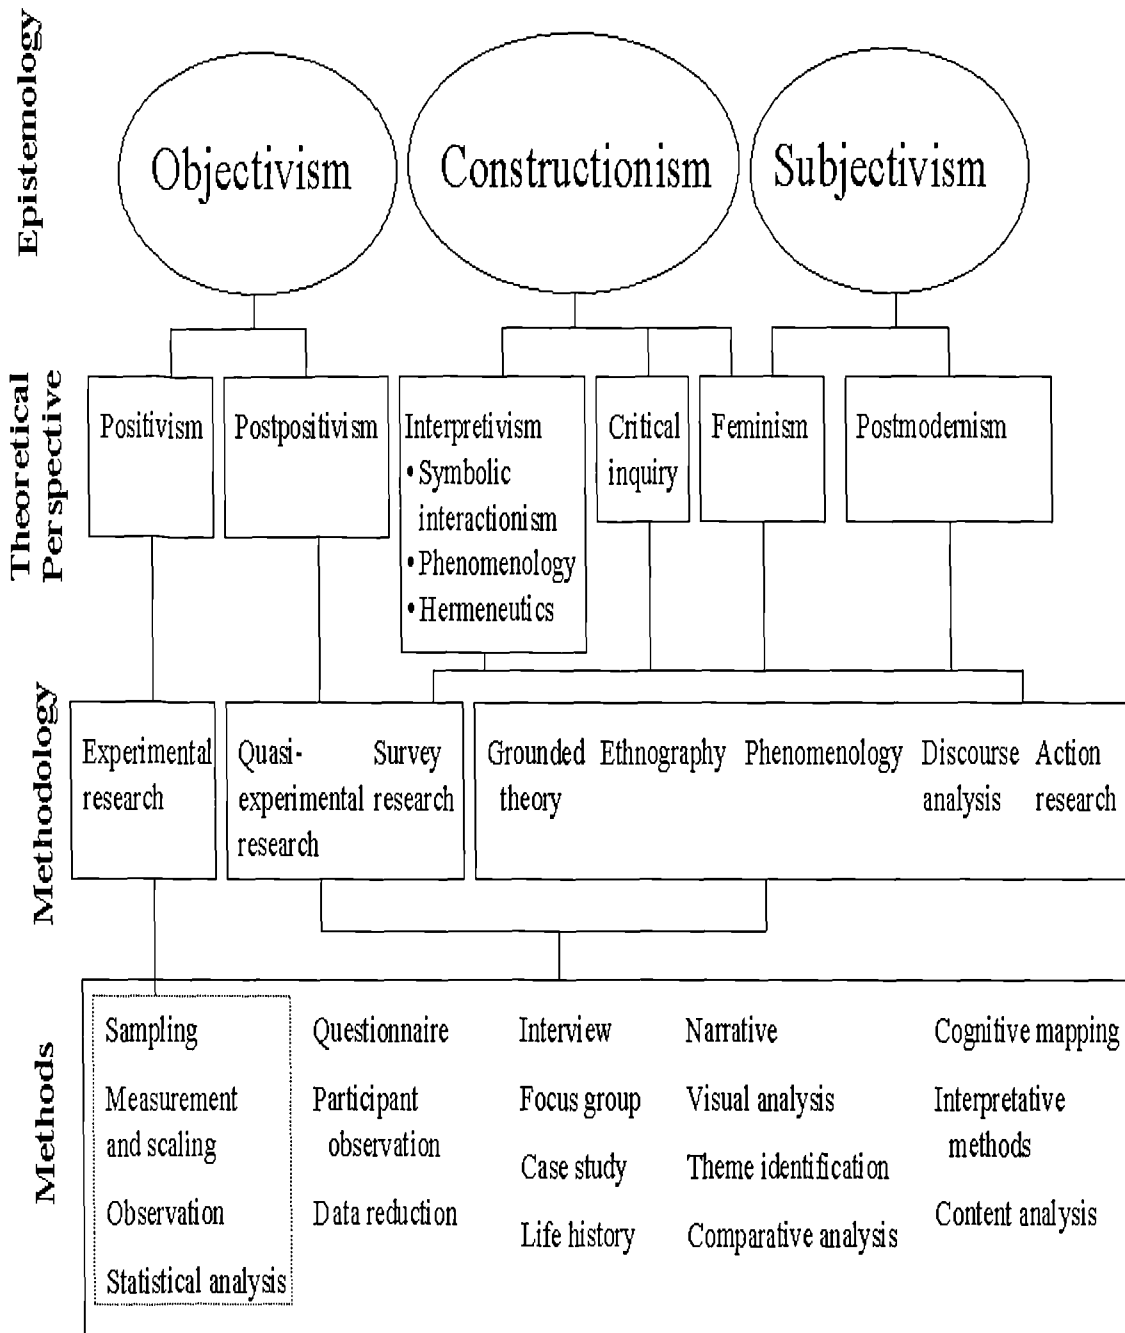 Epistemology
Objectivism
Constructionism
Subjectivism
Theoretical
Perspective
Positivism
Postpositivism
Interpretivism
•Symbolic
interactionism
•Phenomenology
•Hermeneutics
Critical
inquiry
Feminism
Postmodernism
Methodology
Experimental
research
Quasi-
experimental
research
Survey
research
Grounded
theory
Ethnography
Phenomenology
Discourse
analysis
Action
research
Methods
Sampling
Measurement
and scaling
Observation
Statistical analysis
Questionnaire
Participant
observation
Data reduction
Interview
Focus group
Case study
Life history
Narrative
Visual analysis
Theme identification
Comparative analysis
Cognitive mapping
Interpretative
methods
Content analysis